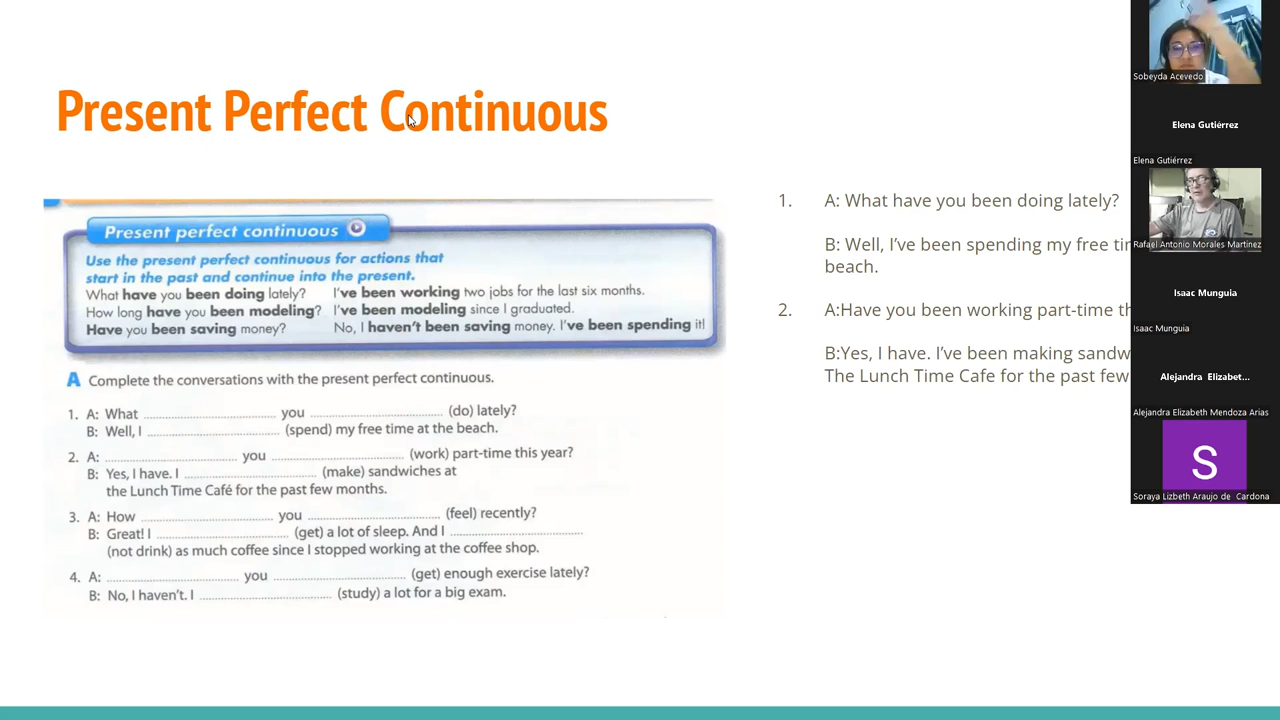 Present Perfect Continuous
Present perfect continuous
Use the present perfect continuous for actions that
start in the past and continue into the present.
What have you been doing lately? I've been working two jobs for the last six months.
How long have you been modeling? I've been modeling since I graduated.
Have you been saving money? No, I haven't been saving money. I've been spending it!
A Complete the conversations with the present perfect continuous.
1. A: What ............ you ............ (do) lately?
B: Well, I ............ (spend) my free time at the beach.
2. A: ............ you ............ (work) part-time this year?
B: Yes, I have. I ............ (make) sandwiches at
the Lunch Time Café for the past few months.
3. A: How ............ you ............ (feel) recently?
B: Great! I ............ (get) a lot of sleep. And I ............
(not drink) as much coffee since I stopped working at the coffee shop.
4. A: ............ you ............ (get) enough exercise lately?
B: No, I haven't. I ............ (study) a lot for a big exam.
1. A: What have you been doing lately?
B: Well, I've been spending my free
beach.
2. A:Have you been working part-time
B:Yes, I have. I've been making
The Lunch Time Cafe for the past few
Sobeyda Acevedo
Elena Gutiérrez
Elena Gutiérrez
Rafael Antonio Morales Martinez
Isaac Munguia
Isaac Munguia
Alejandra Elizabet...
Alejandra Elizabeth Mendoza Arias
S
Soraya Lizbeth Araujo de Cardona